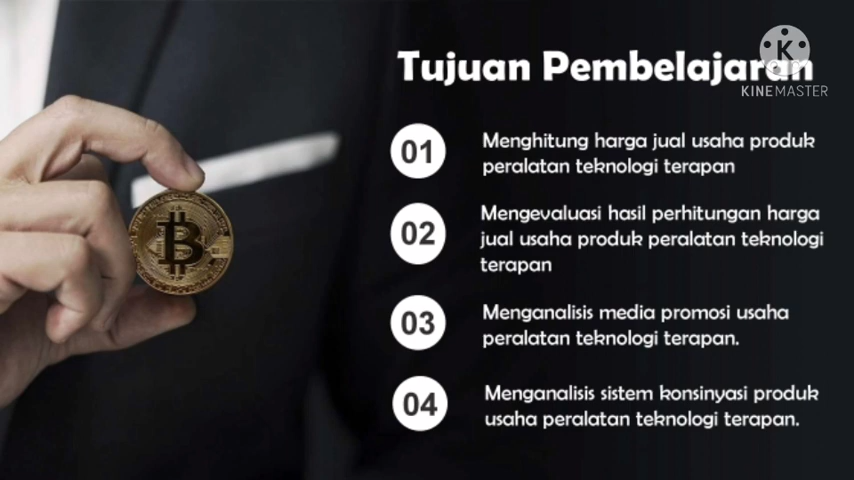 Tujuan Pembelajaran
K
KINEMASTER
01
Menghitung harga jual usaha produk
peralatan teknologi terapan
02
Mengevaluasi hasil perhitungan harga
jual usaha produk peralatan teknologi
terapan
03
Menganalisis media promosi usaha
peralatan teknologi terapan.
04
Menganalisis sistem konsinyasi produk
usaha peralatan teknologi terapan.